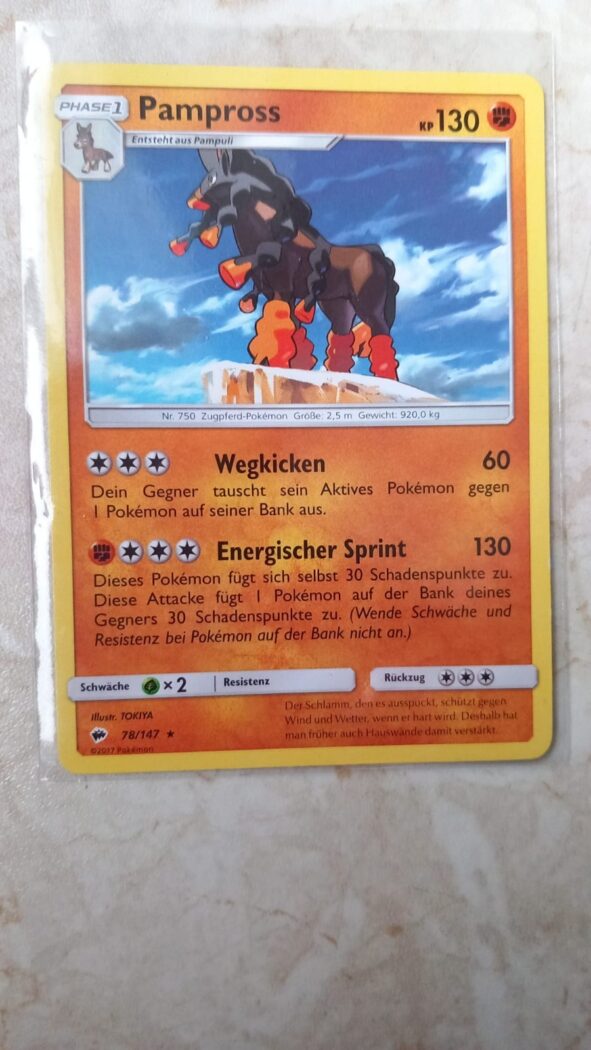 PHASE 1
Pampross
KP 130
Entsteht aus Pampuli
Nr. 750 Zugpferd-Pokémon Größe: 2,5 m Gewicht: 920,0 kg
Wegkicken 60
Dein Gegner tauscht sein Aktives Pokémon gegen
1 Pokémon auf seiner Bank aus.
Energischer Sprint 130
Dieses Pokémon fügt sich selbst 30 Schadenspunkte zu.
Diese Attacke fügt 1 Pokémon auf der Bank deines
Gegners 30 Schadenspunkte zu. (Wende Schwäche und
Resistenz bei Pokémon auf der Bank nicht an.)
Schwäche × 2 Resistenz Rückzug
Illustr. TOKIYA
78/147
©2017 Pokémon
Der Schlamm, den es ausspuckt, schützt gegen
Wind und Wetter, wenn er hart wird. Deshalb hat
man früher auch Hauswände damit verstärkt.